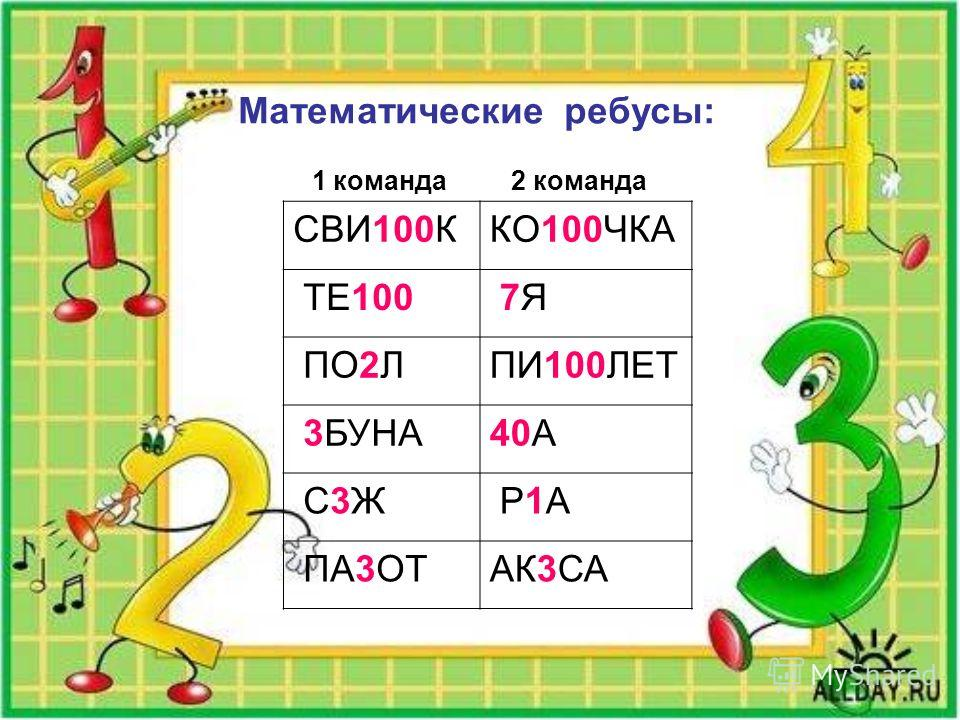 Математические ребусы:
1 команда 2 команда
СВИ100К КО100ЧКА
ТЕ100 7Я
ПО2Л ПИ100ЛЕТ
3БУНА 40А
С3Ж Р1А
ПА3ОТ АК3СА
MyShared
ALLDAY.RU